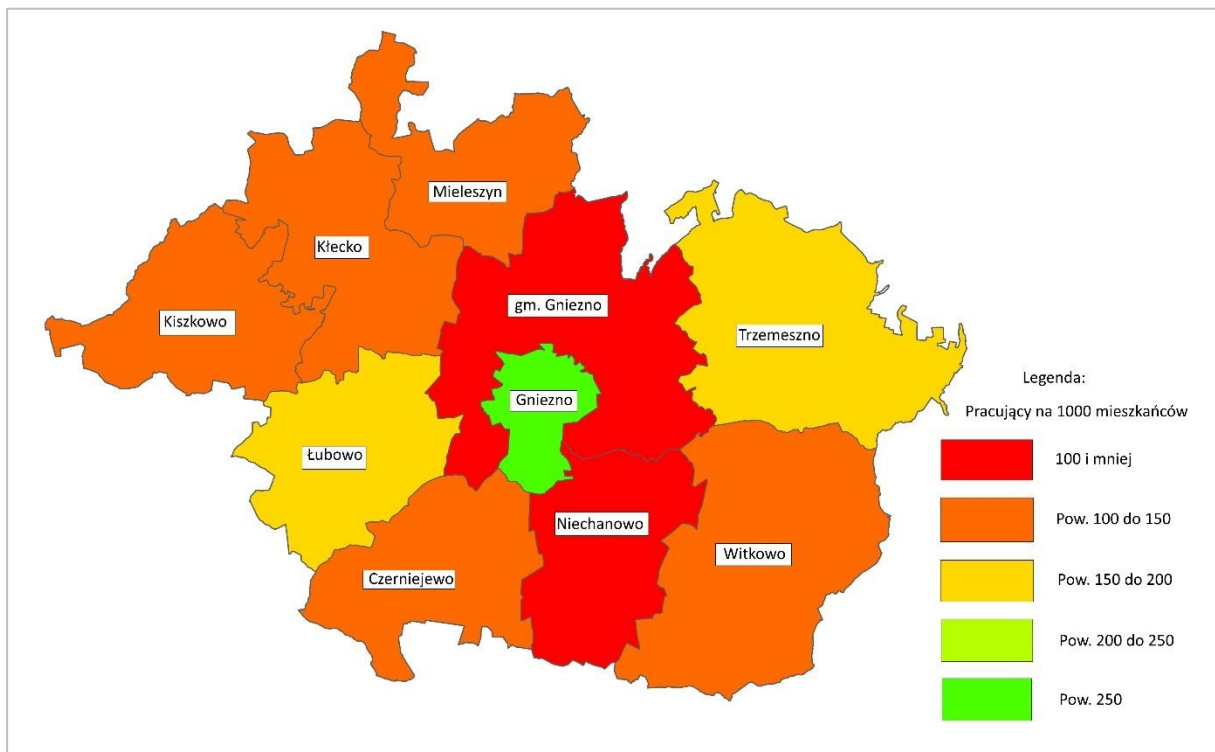 Mieleszyn
Kłecko
gm. Gniezno
Kiszkowo
Trzemeszno
Gniezno
Łubowo
Niechanowo
Witkowo
Czerniejewo
Legenda:
Pracujący na 1000 mieszkańców
100 i mniej
Pow. 100 do 150
Pow. 150 do 200
Pow. 200 do 250
Pow. 250